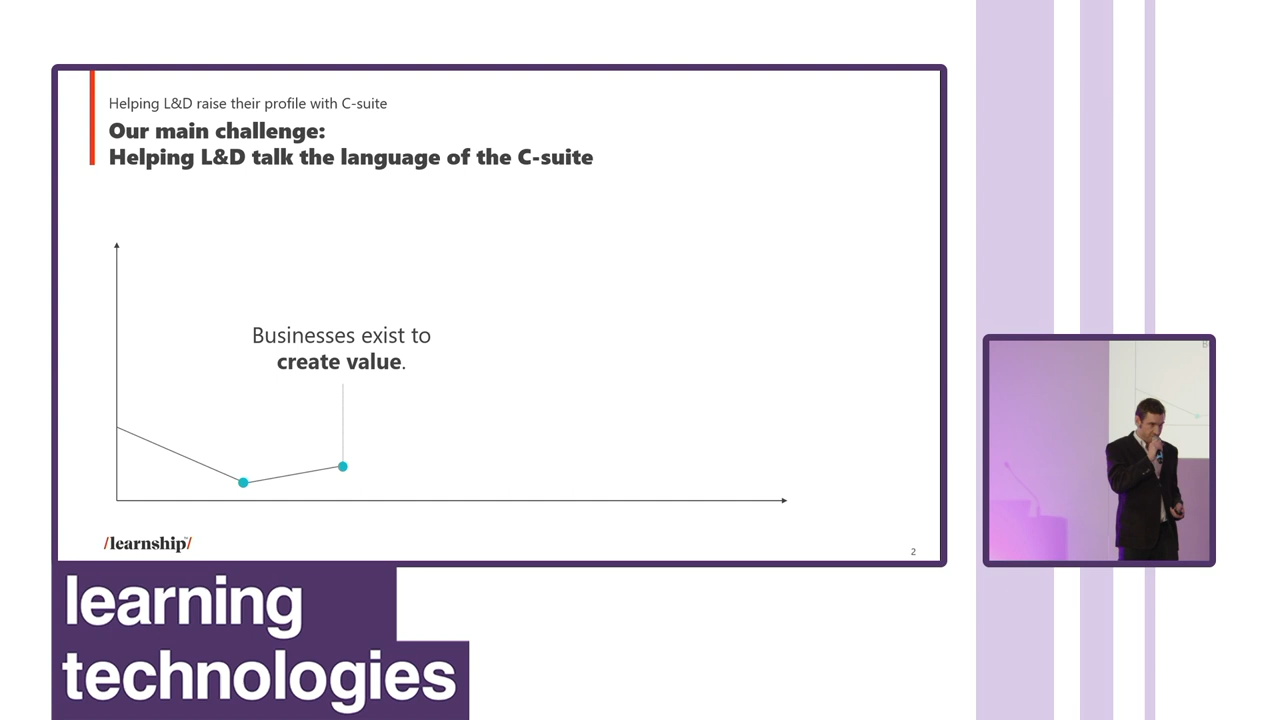 Helping L&D raise their profile with C-suite
Our main challenge:
Helping L&D talk the language of the C-suite
Businesses exist to
create value.
/learnship/
2
learning
technologies